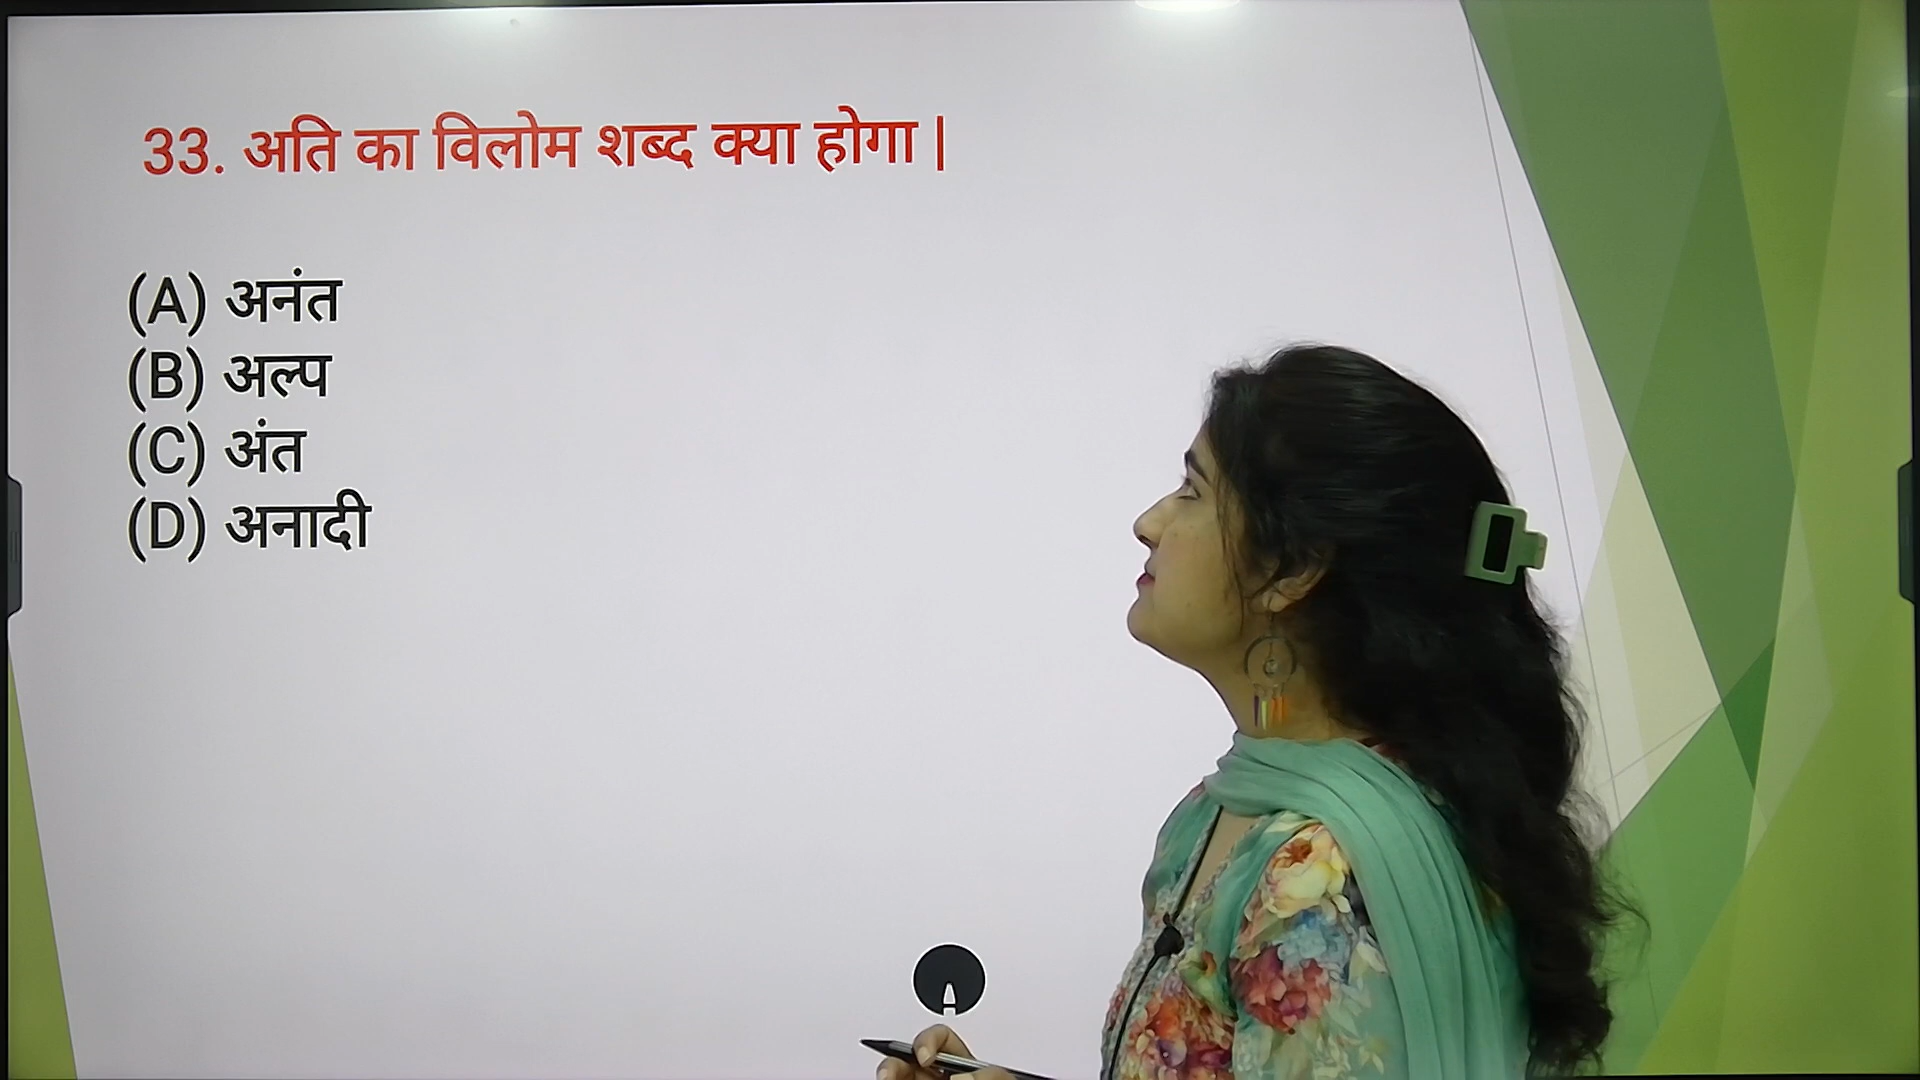 33. अति का विलोम शब्द क्या होगा |
(A) अनंत
(B) अल्प
(C) अंत
(D) अनादी